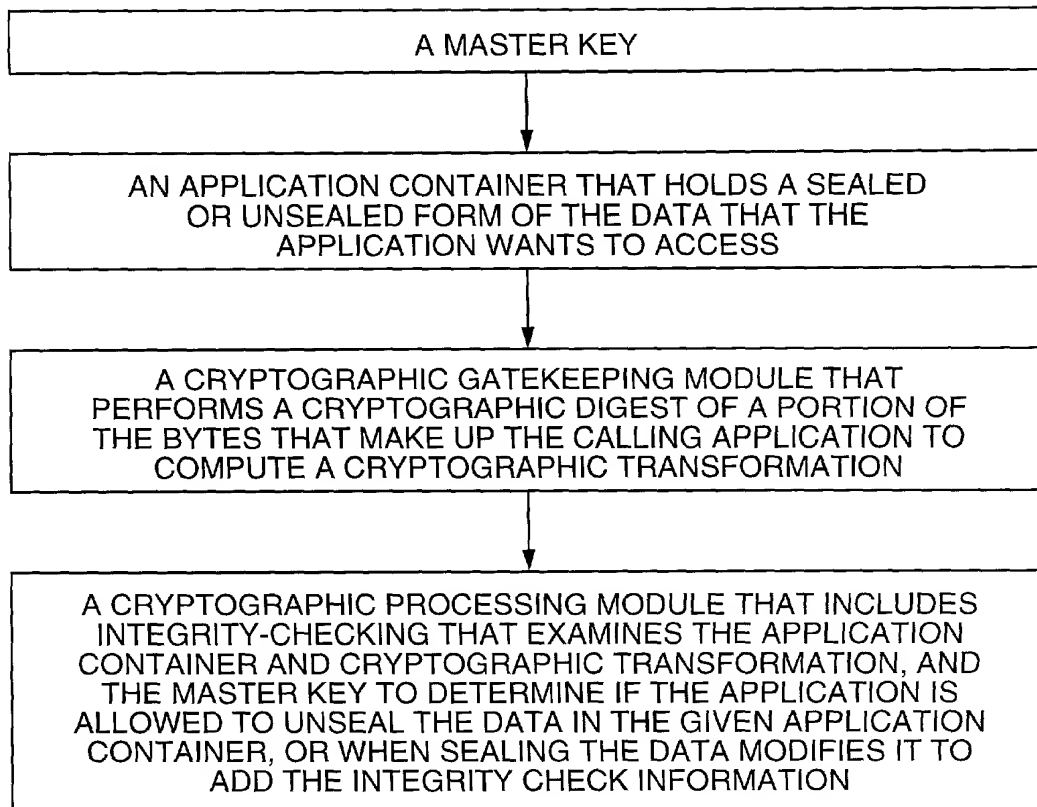 A MASTER KEY
AN APPLICATION CONTAINER THAT HOLDS A SEALED
OR UNSEALED FORM OF THE DATA THAT THE
APPLICATION WANTS TO ACCESS
A CRYPTOGRAPHIC GATEKEEPING MODULE THAT
PERFORMS A CRYPTOGRAPHIC DIGEST OF A PORTION OF
THE BYTES THAT MAKE UP THE CALLING APPLICATION TO
COMPUTE A CRYPTOGRAPHIC TRANSFORMATION
A CRYPTOGRAPHIC PROCESSING MODULE THAT INCLUDES
INTEGRITY-CHECKING THAT EXAMINES THE APPLICATION
CONTAINER AND CRYPTOGRAPHIC TRANSFORMATION, AND
THE MASTER KEY TO DETERMINE IF THE APPLICATION IS
ALLOWED TO UNSEAL THE DATA IN THE GIVEN APPLICATION
CONTAINER, OR WHEN SEALING THE DATA MODIFIES IT TO
ADD THE INTEGRITY CHECK INFORMATION